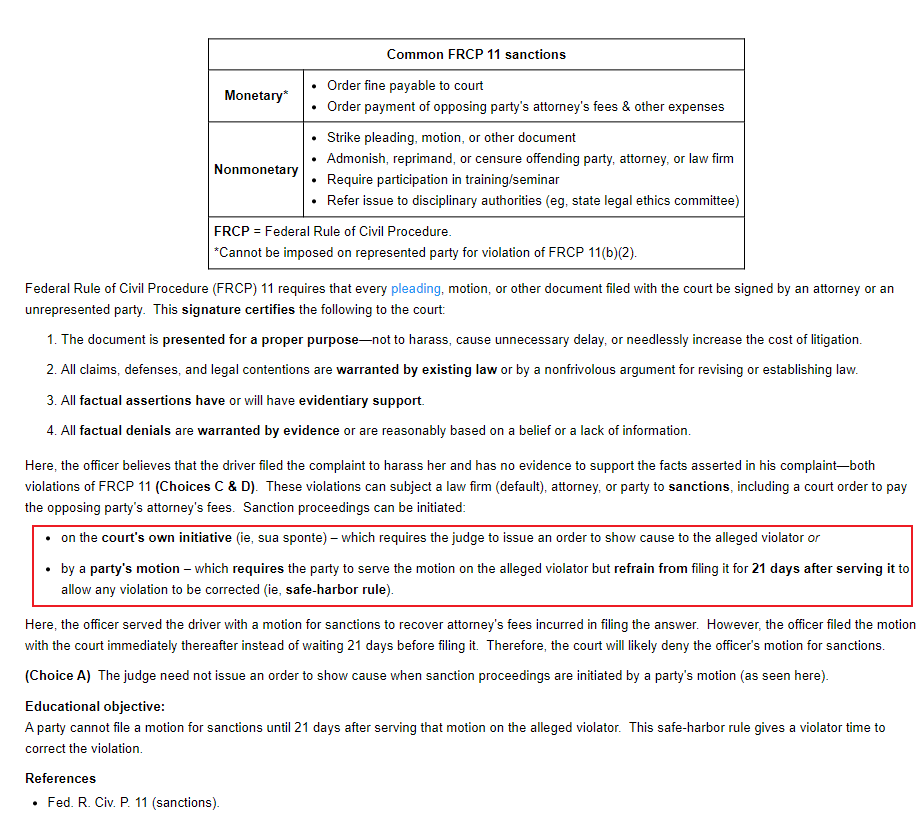 Common FRCP 11 sanctions
Monetary*
• Order fine payable to court
• Order payment of opposing party's attorney's fees & other expenses
Nonmonetary
• Strike pleading, motion, or other document
• Admonish, reprimand, or censure offending party, attorney, or law firm
• Require participation in training/seminar
• Refer issue to disciplinary authorities (eg, state legal ethics committee)
FRCP = Federal Rule of Civil Procedure.
*Cannot be imposed on represented party for violation of FRCP 11(b)(2).
Federal Rule of Civil Procedure (FRCP) 11 requires that every pleading, motion, or other document filed with the court be signed by an attorney or an
unrepresented party. This signature certifies the following to the court:
1. The document is presented for a proper purpose—not to harass, cause unnecessary delay, or needlessly increase the cost of litigation.
2. All claims, defenses, and legal contentions are warranted by existing law or by a nonfrivolous argument for revising or establishing law.
3. All factual assertions have or will have evidentiary support.
4. All factual denials are warranted by evidence or are reasonably based on a belief or a lack of information.
Here, the officer believes that the driver filed the complaint to harass her and has no evidence to support the facts asserted in his complaint—both
violations of FRCP 11 (Choices C & D). These violations can subject a law firm (default), attorney, or party to sanctions, including a court order to pay
the opposing party's attorney's fees. Sanction proceedings can be initiated:
• on the court's own initiative (ie, sua sponte) – which requires the judge to issue an order to show cause to the alleged violator or
• by a party's motion – which requires the party to serve the motion on the alleged violator but refrain from filing it for 21 days after serving it to
allow any violation to be corrected (ie, safe-harbor rule).
Here, the officer served the driver with a motion for sanctions to recover attorney's fees incurred in filing the answer. However, the officer filed the motion
with the court immediately thereafter instead of waiting 21 days before filing it. Therefore, the court will likely deny the officer's motion for sanctions.
(Choice A) The judge need not issue an order to show cause when sanction proceedings are initiated by a party's motion (as seen here).
Educational objective:
A party cannot file a motion for sanctions until 21 days after serving that motion on the alleged violator. This safe-harbor rule gives a violator time to
correct the violation.
References
• Fed. R. Civ. P. 11 (sanctions).